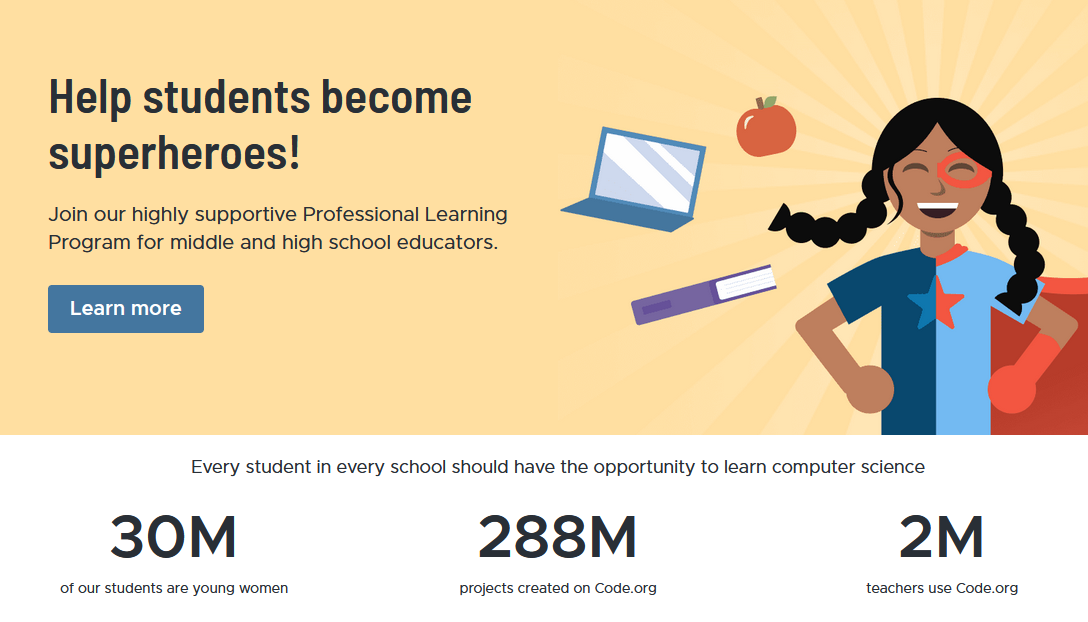 Help students become
superheroes!
Join our highly supportive Professional Learning
Program for middle and high school educators.
Learn more
Every student in every school should have the opportunity to learn computer science
30M
of our students are young women
288M
projects created on Code.org
2M
teachers use Code.org